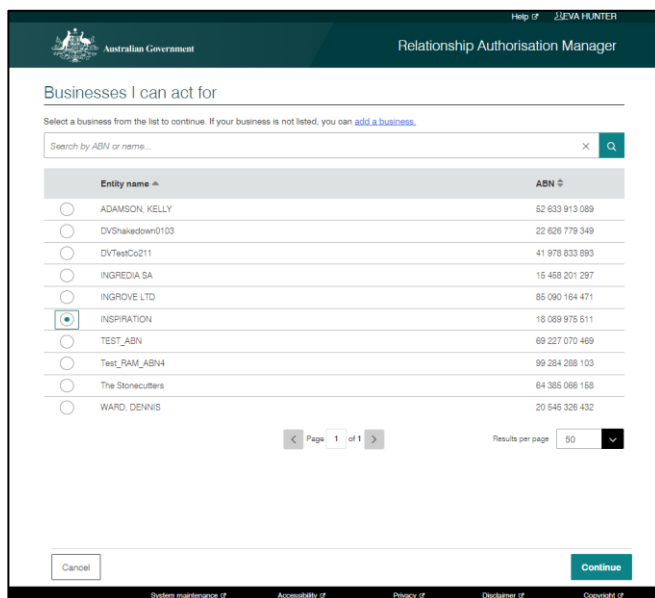 Help EVA HUNTER
Australian Government
Relationship Authorisation Manager
Businesses I can act for
Select a business from the list to continue. If your business is not listed, you can add a business.
Search by ABN or name...
Entity name ABN
ADAMSON, KELLY 52 633 913 089
DVShakedown0103 22 626 779 349
DVTestCo211 41 978 833 893
INGREDIA SA 15 458 201 297
INGROVE LTD 85 090 164 471
INSPIRATION 18 089 975 511
TEST_ABN 69 227 070 469
Test_RAM_ABN4 99 284 288 103
The Stonecutters 64 385 066 158
WARD, DENNIS 20 545 326 432
Page 1 of 1 Results per page 50
Cancel Continue
System maintenance Accessibility Privacy Disclaimer Copyright